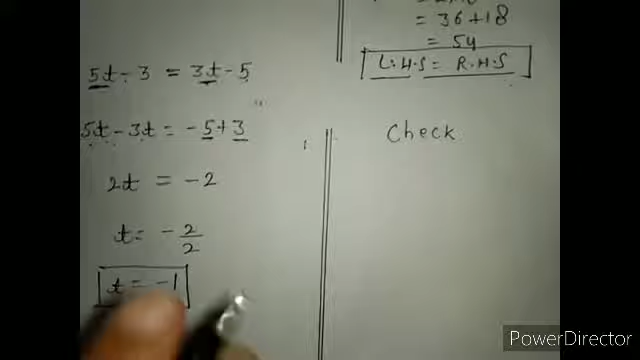 5t - 3 = 3t - 5
5t - 3t = - 5 + 3
2t = - 2
t = - 2/2
t = - 1
= 36 + 18
= 54
L.H.S = R.H.S
Check
PowerDirector